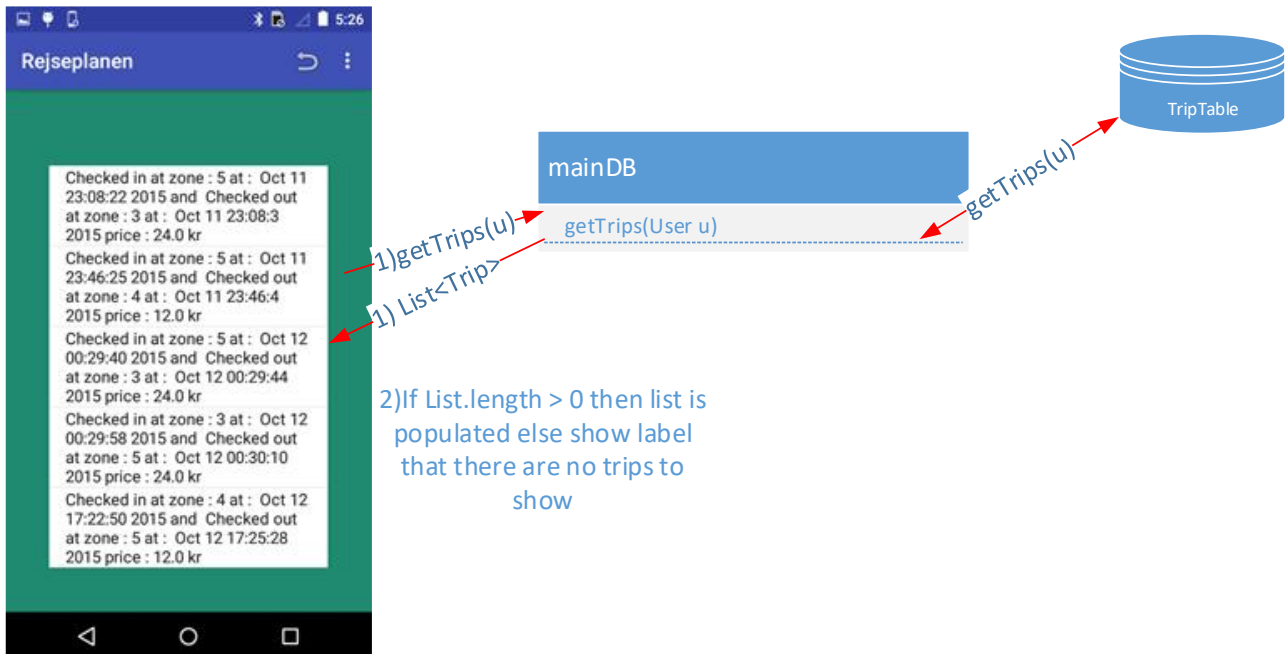 5:26
Rejseplanen
Checked in at zone : 5 at :  Oct 11
23:08:22 2015 and  Checked out
at zone : 3 at :  Oct 11 23:08:3
2015 price : 24.0 kr
Checked in at zone : 5 at :  Oct 11
23:46:25 2015 and  Checked out
at zone : 4 at :  Oct 11 23:46:4
2015 price : 12.0 kr
Checked in at zone : 5 at :  Oct 12
00:29:40 2015 and  Checked out
at zone : 3 at :  Oct 12 00:29:44
2015 price : 24.0 kr
Checked in at zone : 3 at :  Oct 12
00:29:58 2015 and  Checked out
at zone : 5 at :  Oct 12 00:30:10
2015 price : 24.0 kr
Checked in at zone : 4 at :  Oct 12
17:22:50 2015 and  Checked out
at zone : 5 at :  Oct 12 17:25:28
2015 price : 12.0 kr
1)getTrips(u)
1) List<Trip>
mainDB
getTrips(User u)
getTrips(u)
TripTable
2)If List.length > 0 then list is
populated else show label
that there are no trips to
show